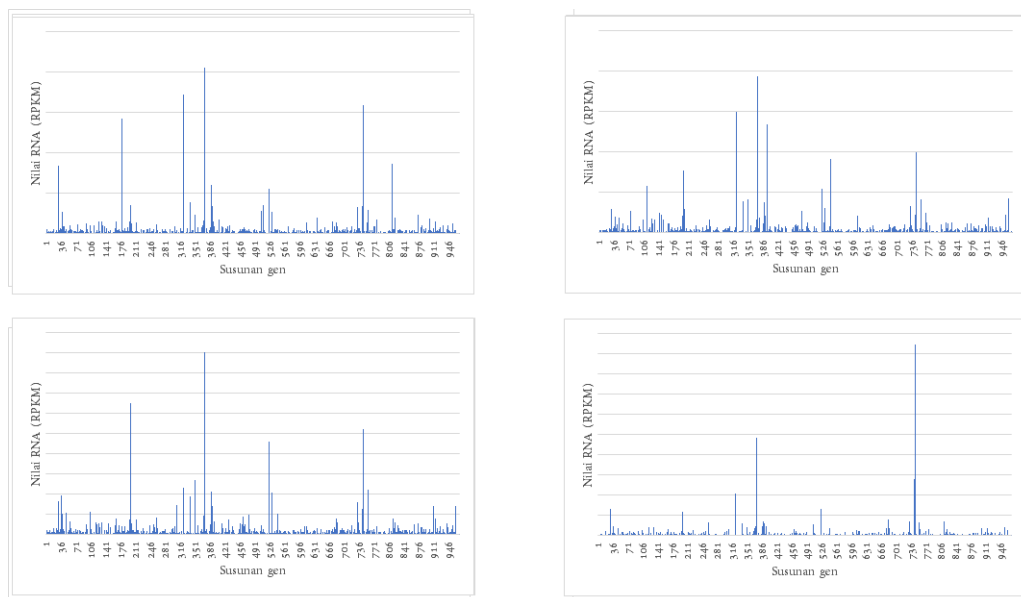 Nilai RNA (RPKM)
1 36 71 106 141 176 211 246 281 316 351 386 421 456 491 526 561 596 631 666 701 736 771 806 841 876 911 946
Susunan gen
Nilai RNA (RPKM)
1 36 71 106 141 176 211 246 281 316 351 386 421 456 491 526 561 596 631 666 701 736 771 806 841 876 911 946
Susunan gen
Nilai RNA (RPKM)
1 36 71 106 141 176 211 246 281 316 351 386 421 456 491 526 561 596 631 666 701 736 771 806 841 876 911 946
Susunan gen
Nilai RNA (RPKM)
1 36 71 106 141 176 211 246 281 316 351 386 421 456 491 526 561 596 631 666 701 736 771 806 841 876 911 946
Susunan gen